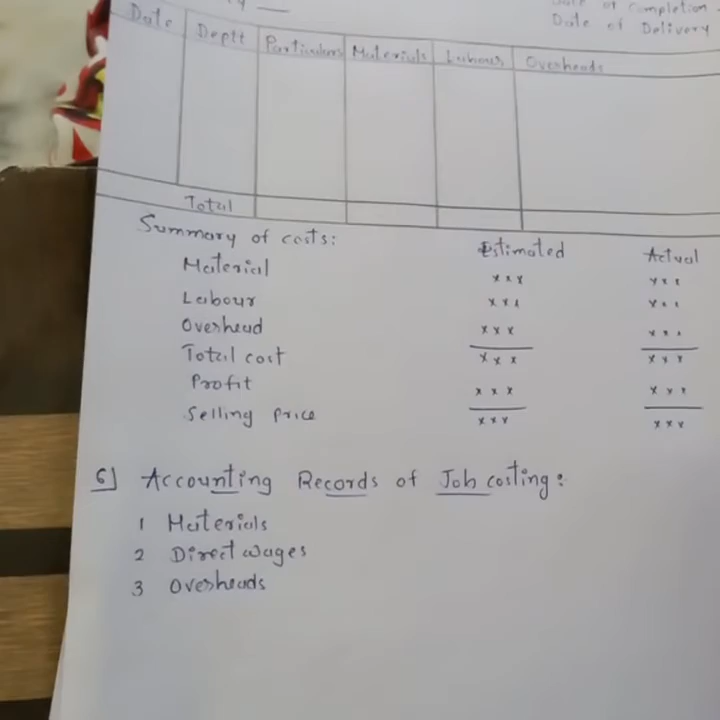 of Completion
Date of Delivery
Date Deptt Particulars Materials Labour Overheads
Total
Summary of costs: Estimated Actual
Material xxx xxx
Labour xxx xxx
Overhead xxx xxx
Total cost xxx xxx
Profit xxx xxx
Selling price xxx xxx
6] Accounting Records of Job costing:
1 Materials
2 Direct wages
3 Overheads